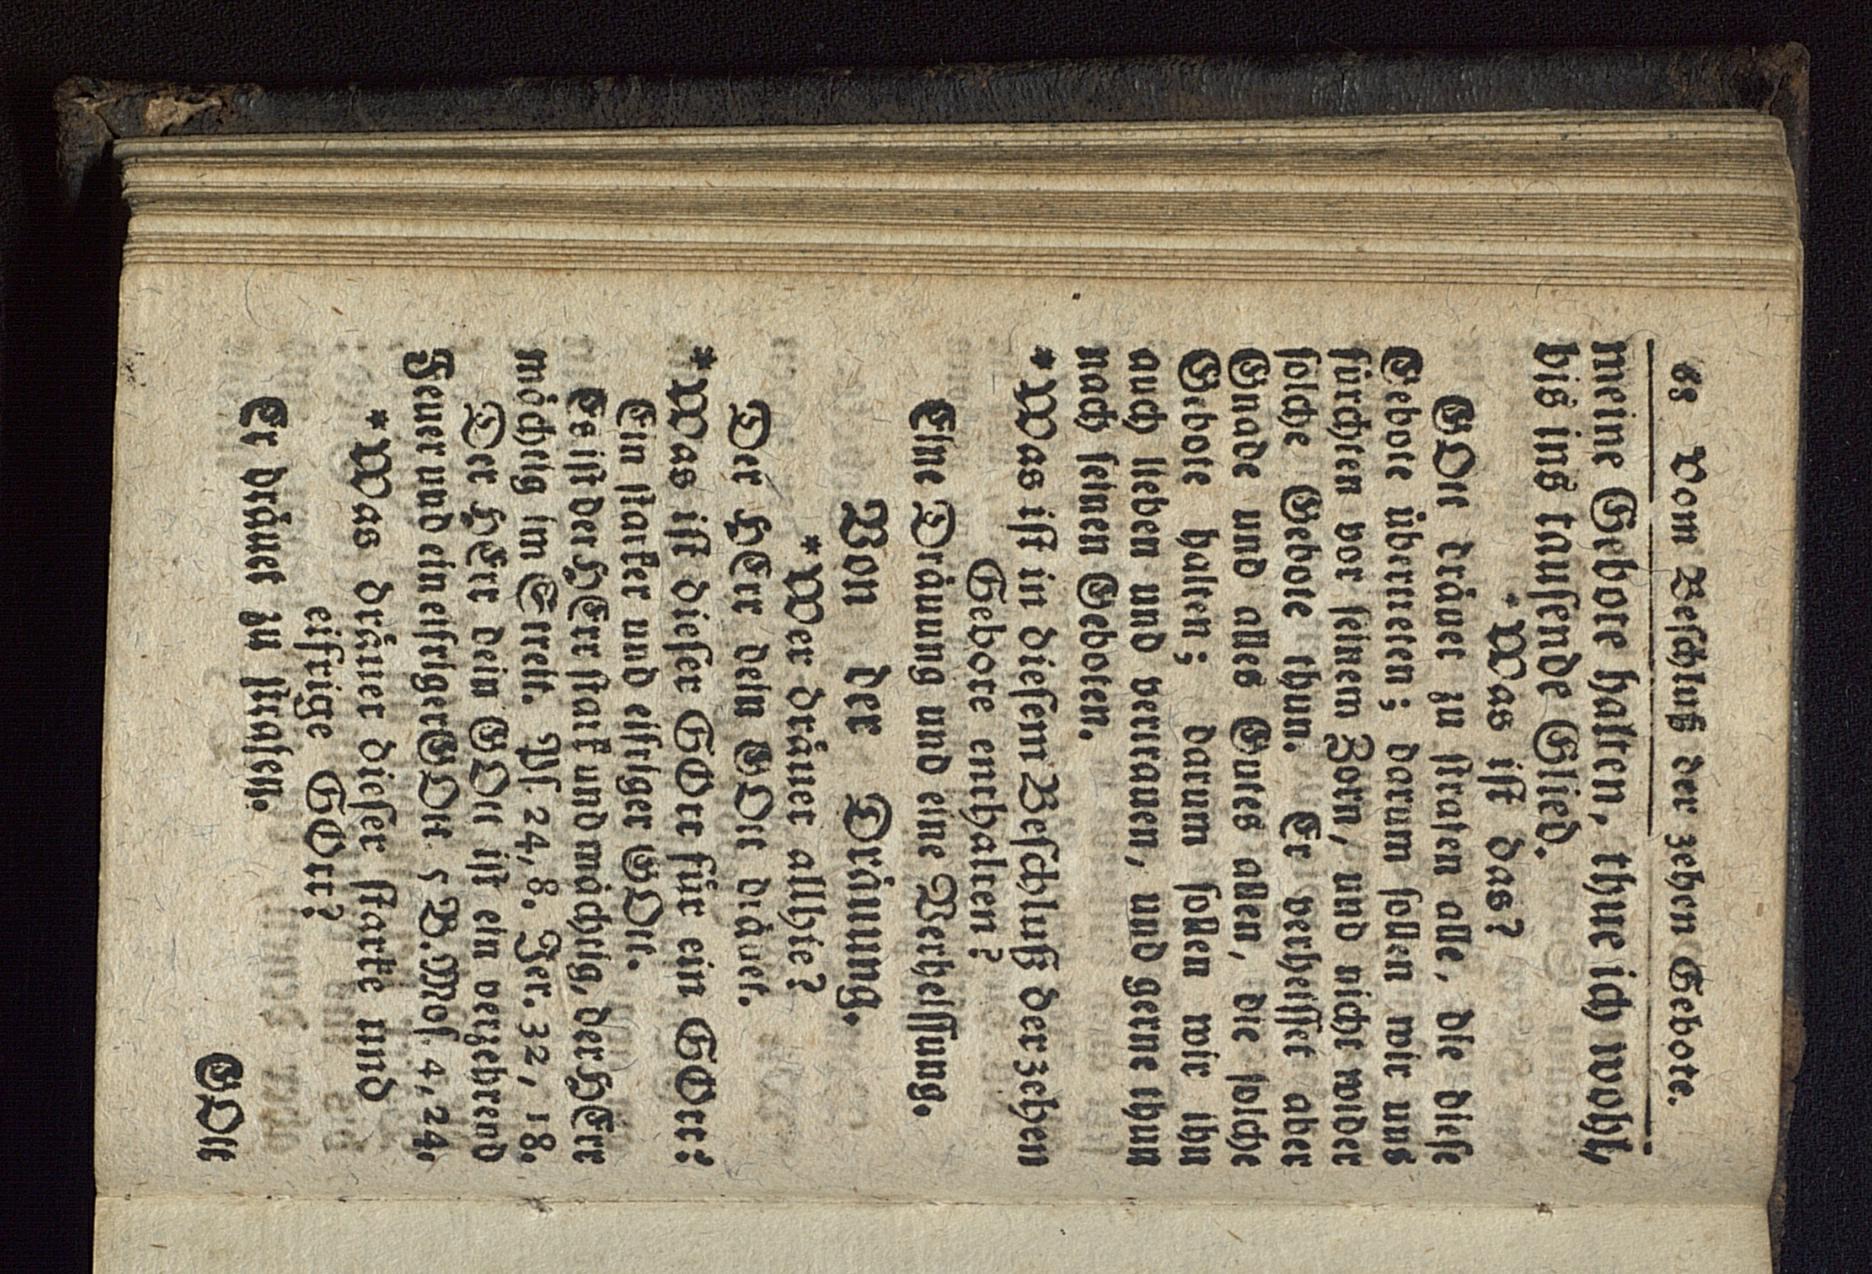 68 Vom Beschluß der zehen Gebote.
meine Gebote halten, thue ich wohl,
bis ins tausende Glied.
* Was ist das?
GOtt dräuet zu strafen alle, die diese
Gebote übertreten; darum sollen wir uns
fürchten vor seinem Zorn, und nicht wider
solche Gebote thun. Er verheisset aber
Gnade und alles Gutes allen, die solche
Gebote halten; darum sollen wir ihn
auch lieben und vertrauen, und gerne thun
nach seinen Geboten.
* Was ist in diesem Beschluß der zehen
Gebote enthalten?
Eine Dräuung und eine Verheissung.
Von der Dräuung.
* Wer dräuet allhie?
Der HErr dein GOtt dräuet.
* Was ist dieser GOtt für ein GOtt?
Ein starker und eifriger GOtt.
Es ist der HErr stark und mächtig, der HErr
mächtig im Streit. Ps. 24, 8. Jer. 32, 18.
Der HErr dein GOtt ist ein verzehrend
Feuer und ein eifriger GOtt. 5 B. Mos. 4, 24.
* Was dräuet dieser starke und
eifrige GOtt?
Er dräuet zu strafen.
GOtt